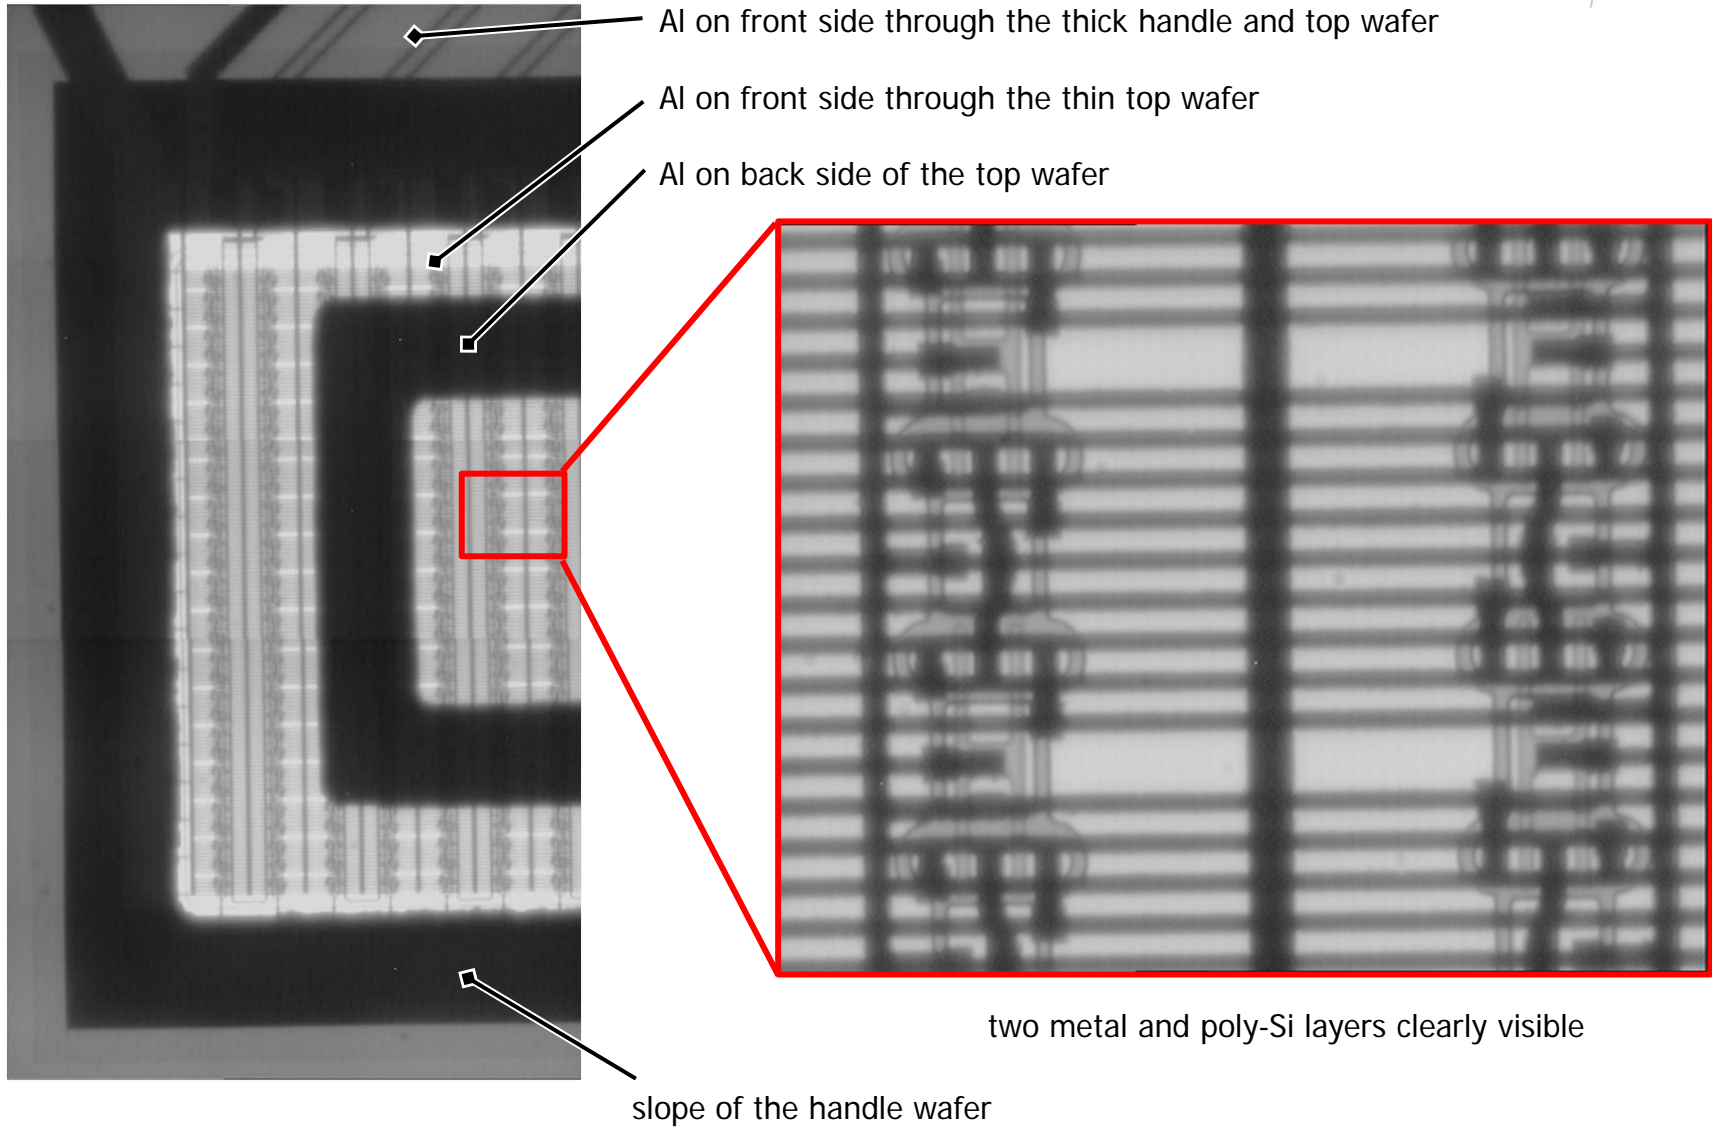 Al on front side through the thick handle and top wafer
Al on front side through the thin top wafer
Al on back side of the top wafer
two metal and poly-Si layers clearly visible
slope of the handle wafer